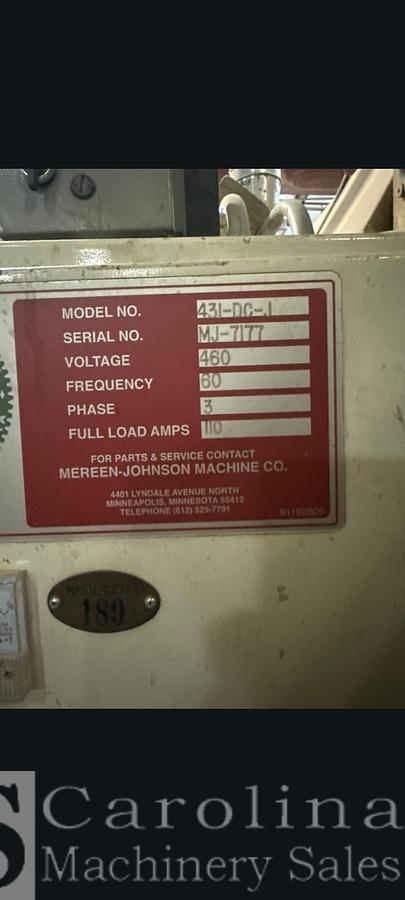 MODEL NO. 431-DC-J
SERIAL NO. MJ-7177
VOLTAGE 460
FREQUENCY 60
PHASE 3
FULL LOAD AMPS 110
FOR PARTS & SERVICE CONTACT
MEREEN-JOHNSON MACHINE CO.
4401 LYNDALE AVENUE NORTH
MINNEAPOLIS, MINNESOTA 55412
TELEPHONE (612) 529-7791
91192B00
189
S Carolina
Machinery Sales